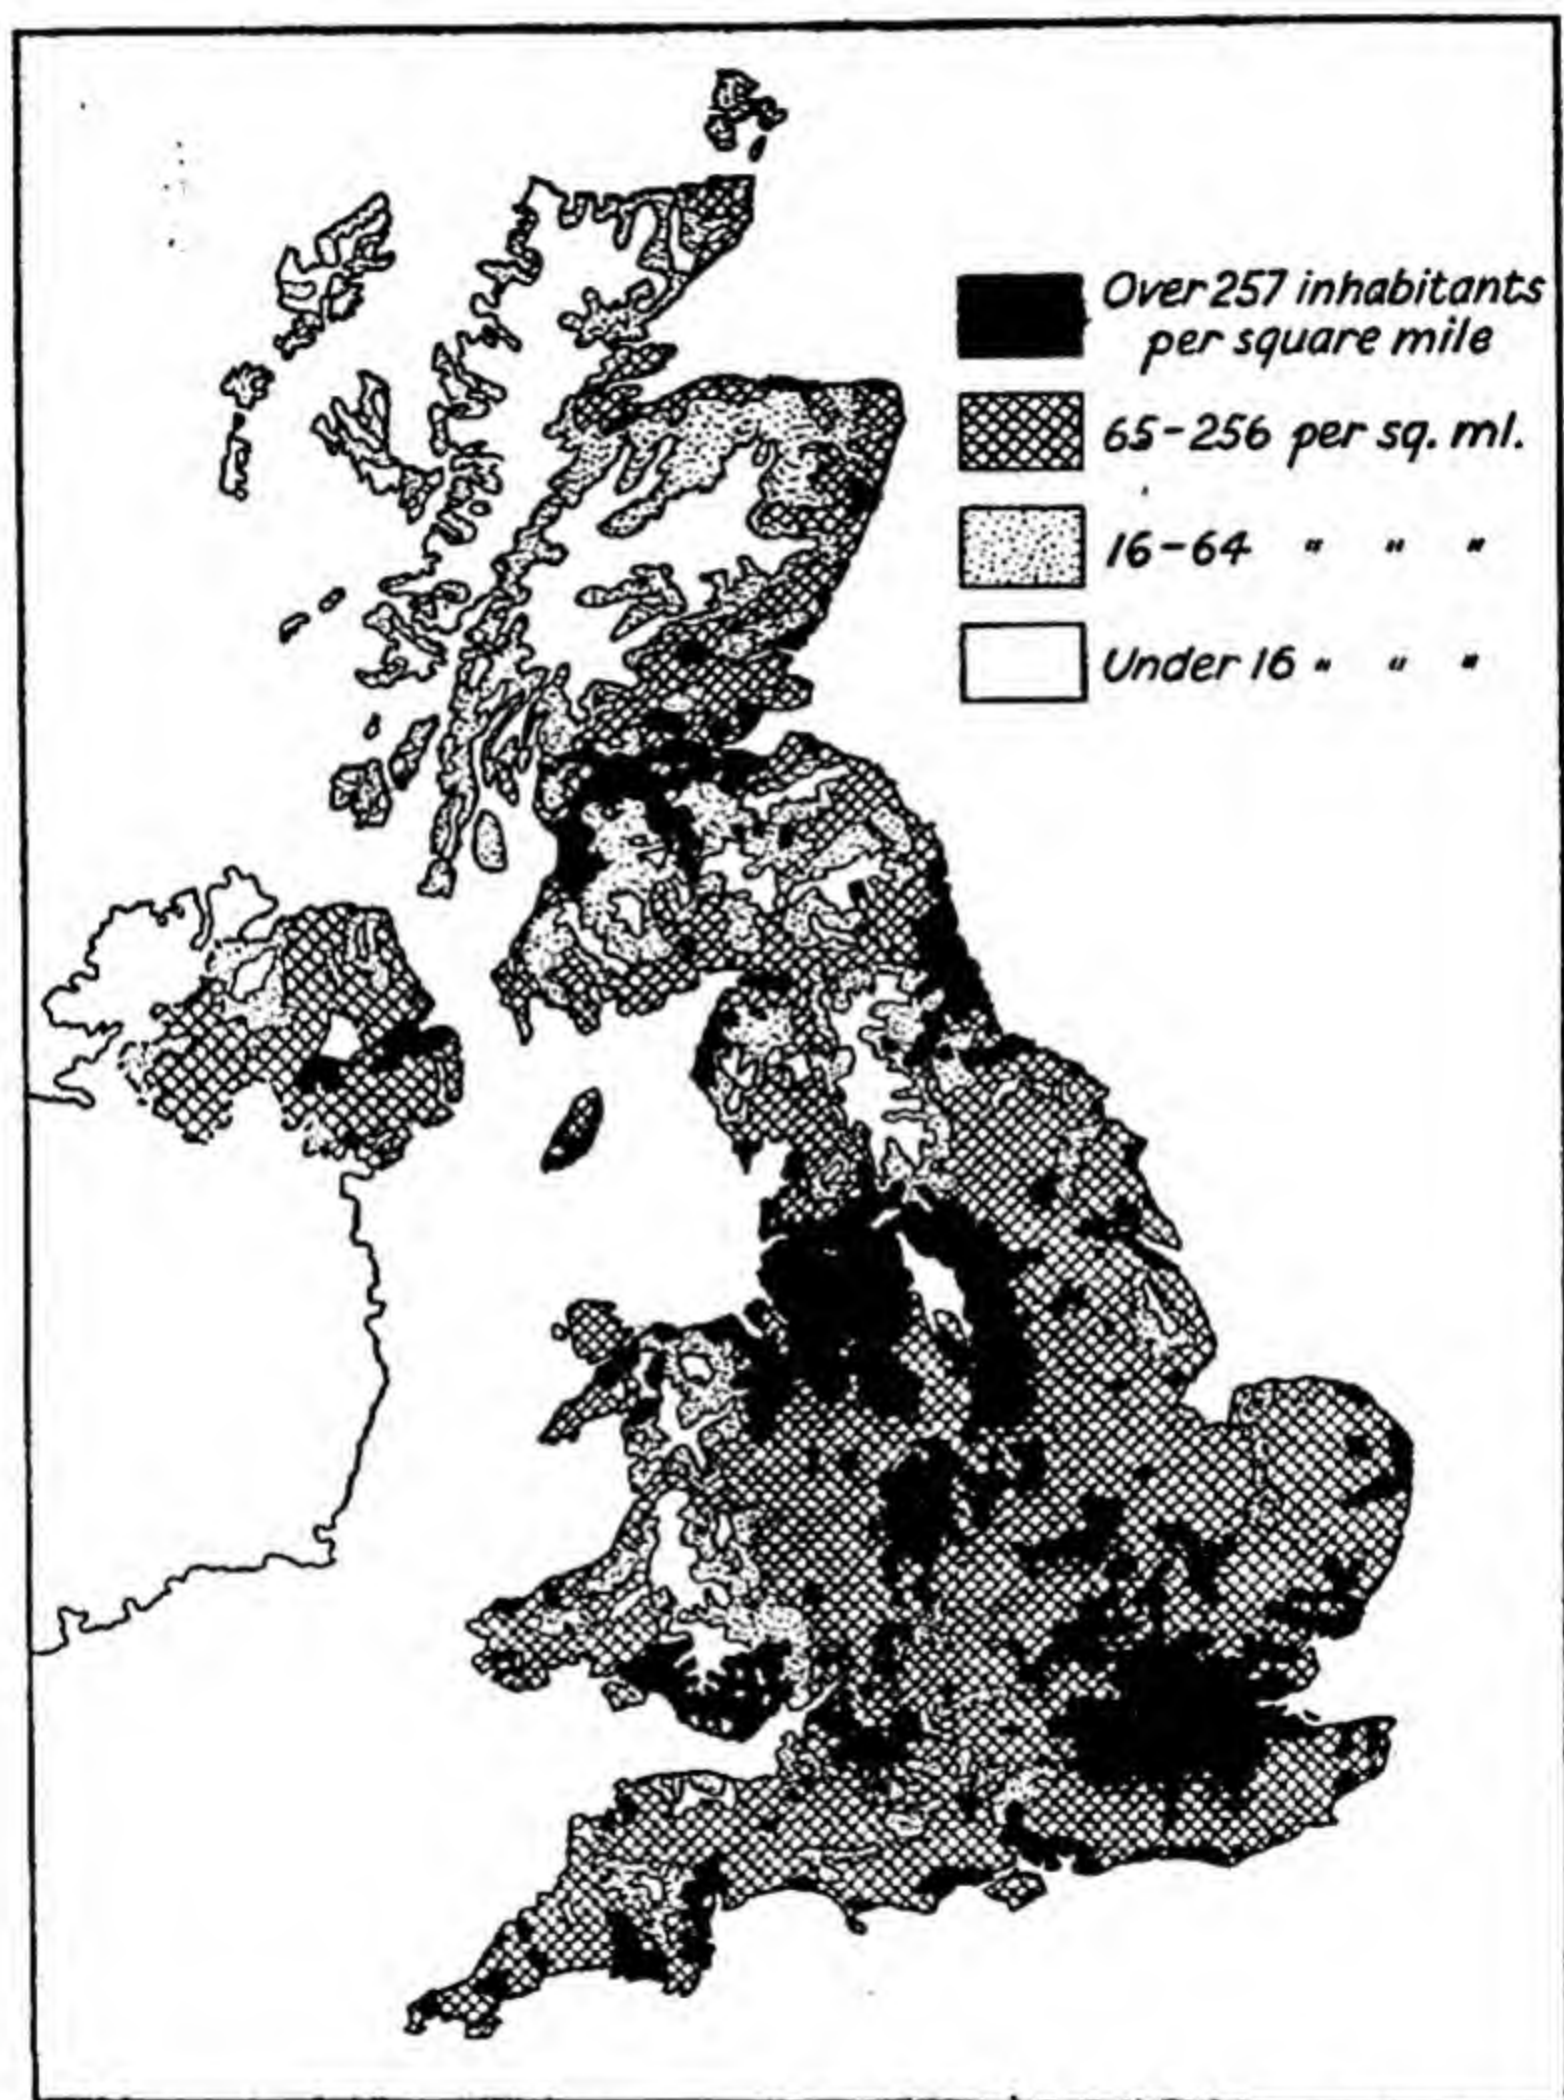 Over 257 inhabitants
per square mile
65-256 per sq. ml.
16-64 " " "
Under 16 " " "